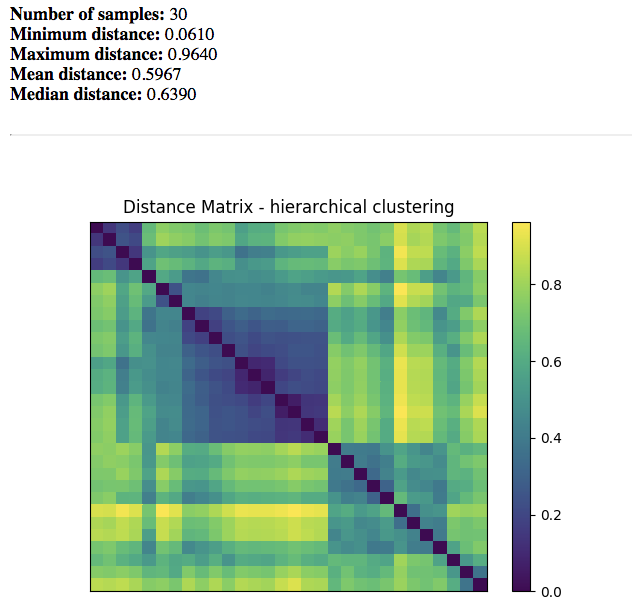 Number of samples: 30
Minimum distance: 0.0610
Maximum distance: 0.9640
Mean distance: 0.5967
Median distance: 0.6390
Distance Matrix - hierarchical clustering
0.8
0.6
0.4
0.2
0.0